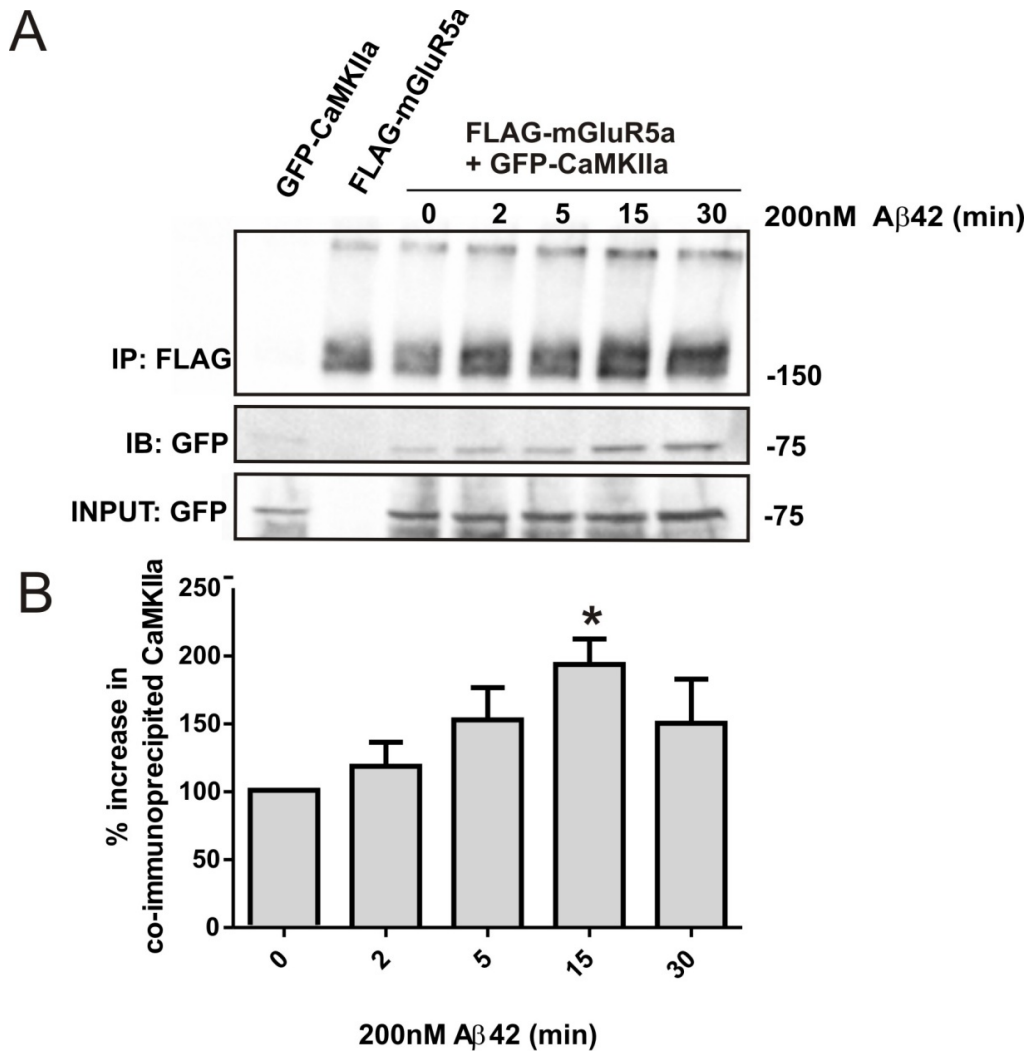 A
GFP-CaMKIIa
FLAG-mGluR5a
FLAG-mGluR5a
+ GFP-CaMKIIa
0 2 5 15 30 200nM Aβ42 (min)
IP: FLAG -150
IB: GFP -75
INPUT: GFP -75
B
% increase in
co-immunoprecipited CaMKIIa
250
200
150
100
50
0
*
0 2 5 15 30
200nM Aβ42 (min)